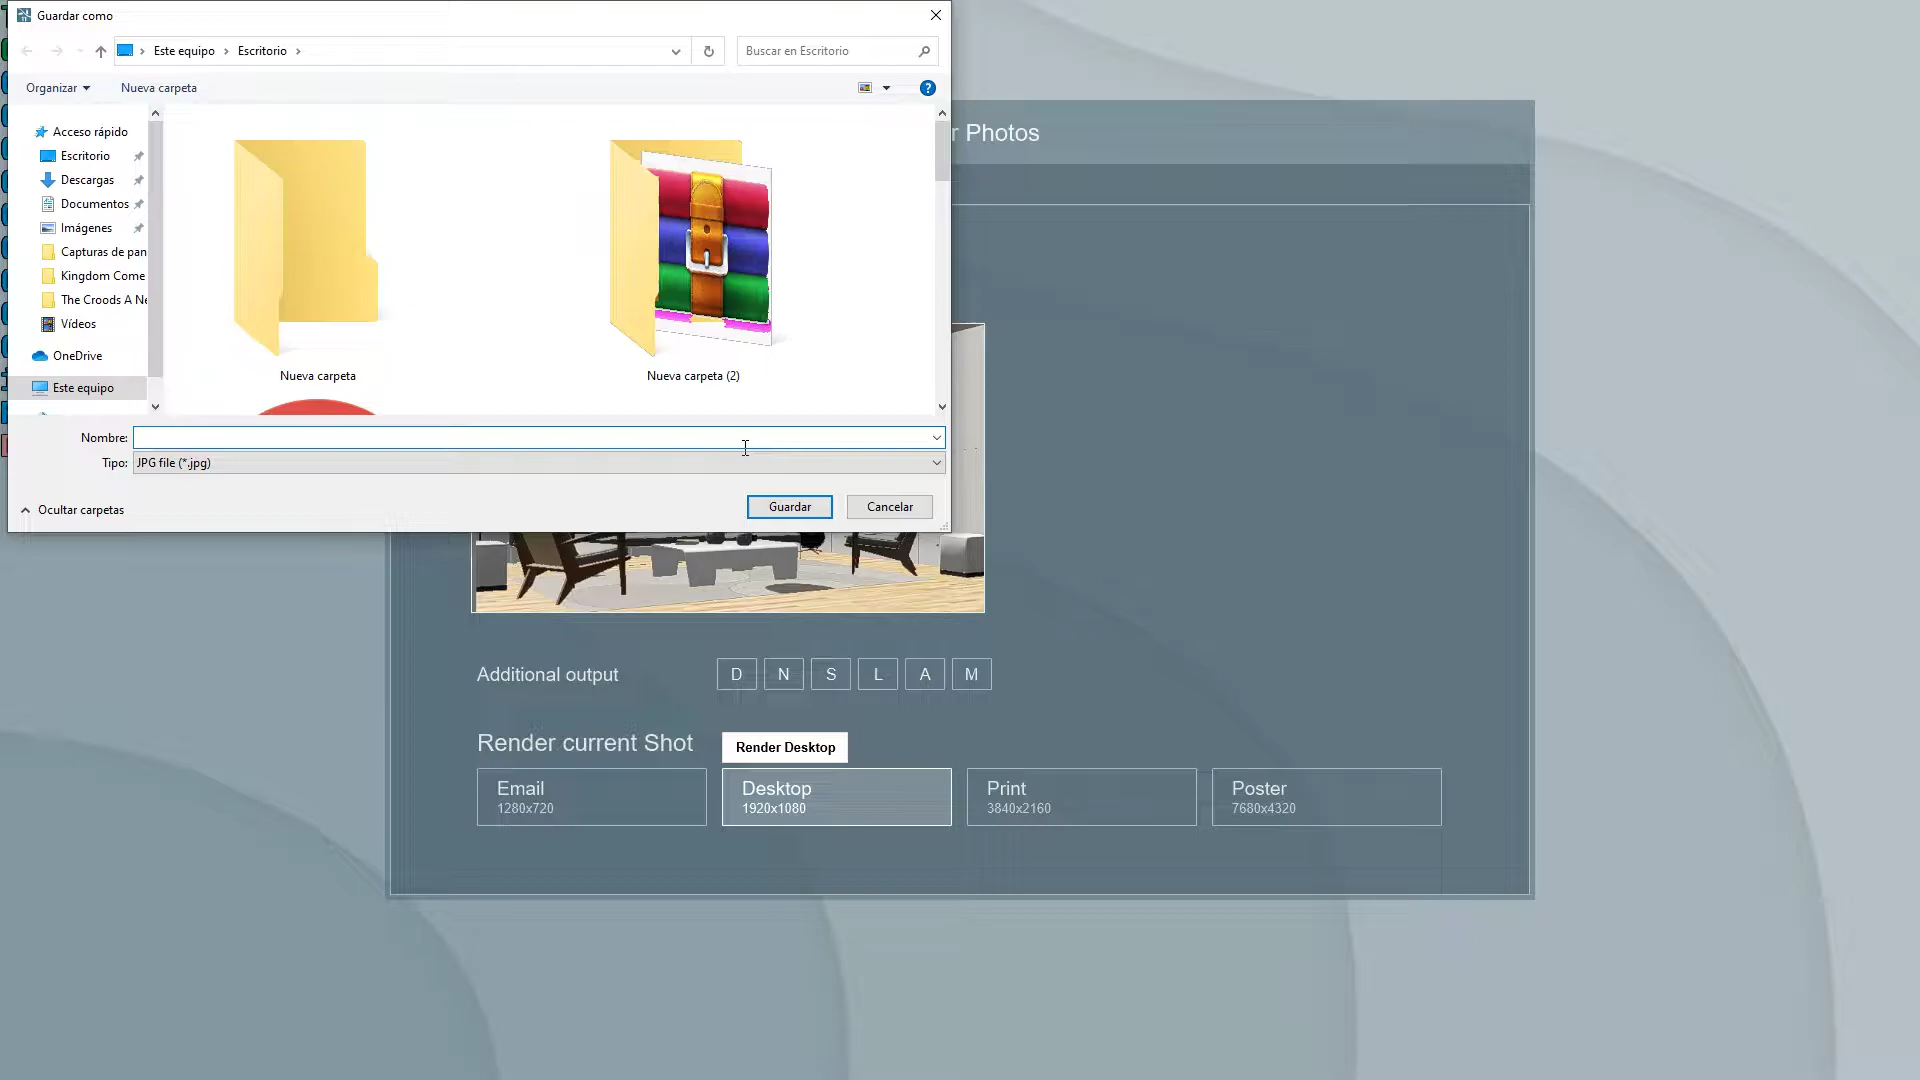 Guardar como
Este equipo
Escritorio
Buscar en Escritorio
Organizar
Nueva carpeta
Acceso rápido
Escritorio
Descargas
Documentos
Imágenes
Capturas de pan
Kingdom Come
The Croods A Ne
Vídeos
OneDrive
Este equipo
Nueva carpeta
Nueva carpeta (2)
Nombre:
Tipo:
JPG file (*.jpg)
Ocultar carpetas
Guardar
Cancelar
r Photos
Additional output
D
N
S
L
A
M
Render current Shot
Render Desktop
Email
1280x720
Desktop
1920x1080
Print
3840x2160
Poster
7680x4320